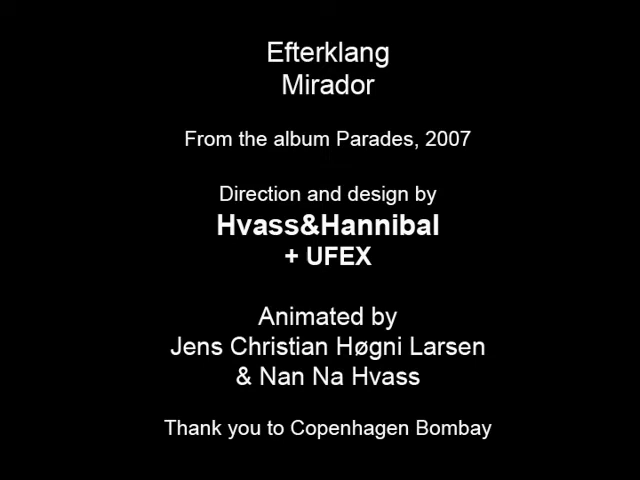 Efterklang
Mirador
From the album Parades, 2007
Direction and design by
Hvass&Hannibal
+ UFEX
Animated by
Jens Christian Høgni Larsen
& Nan Na Hvass
Thank you to Copenhagen Bombay